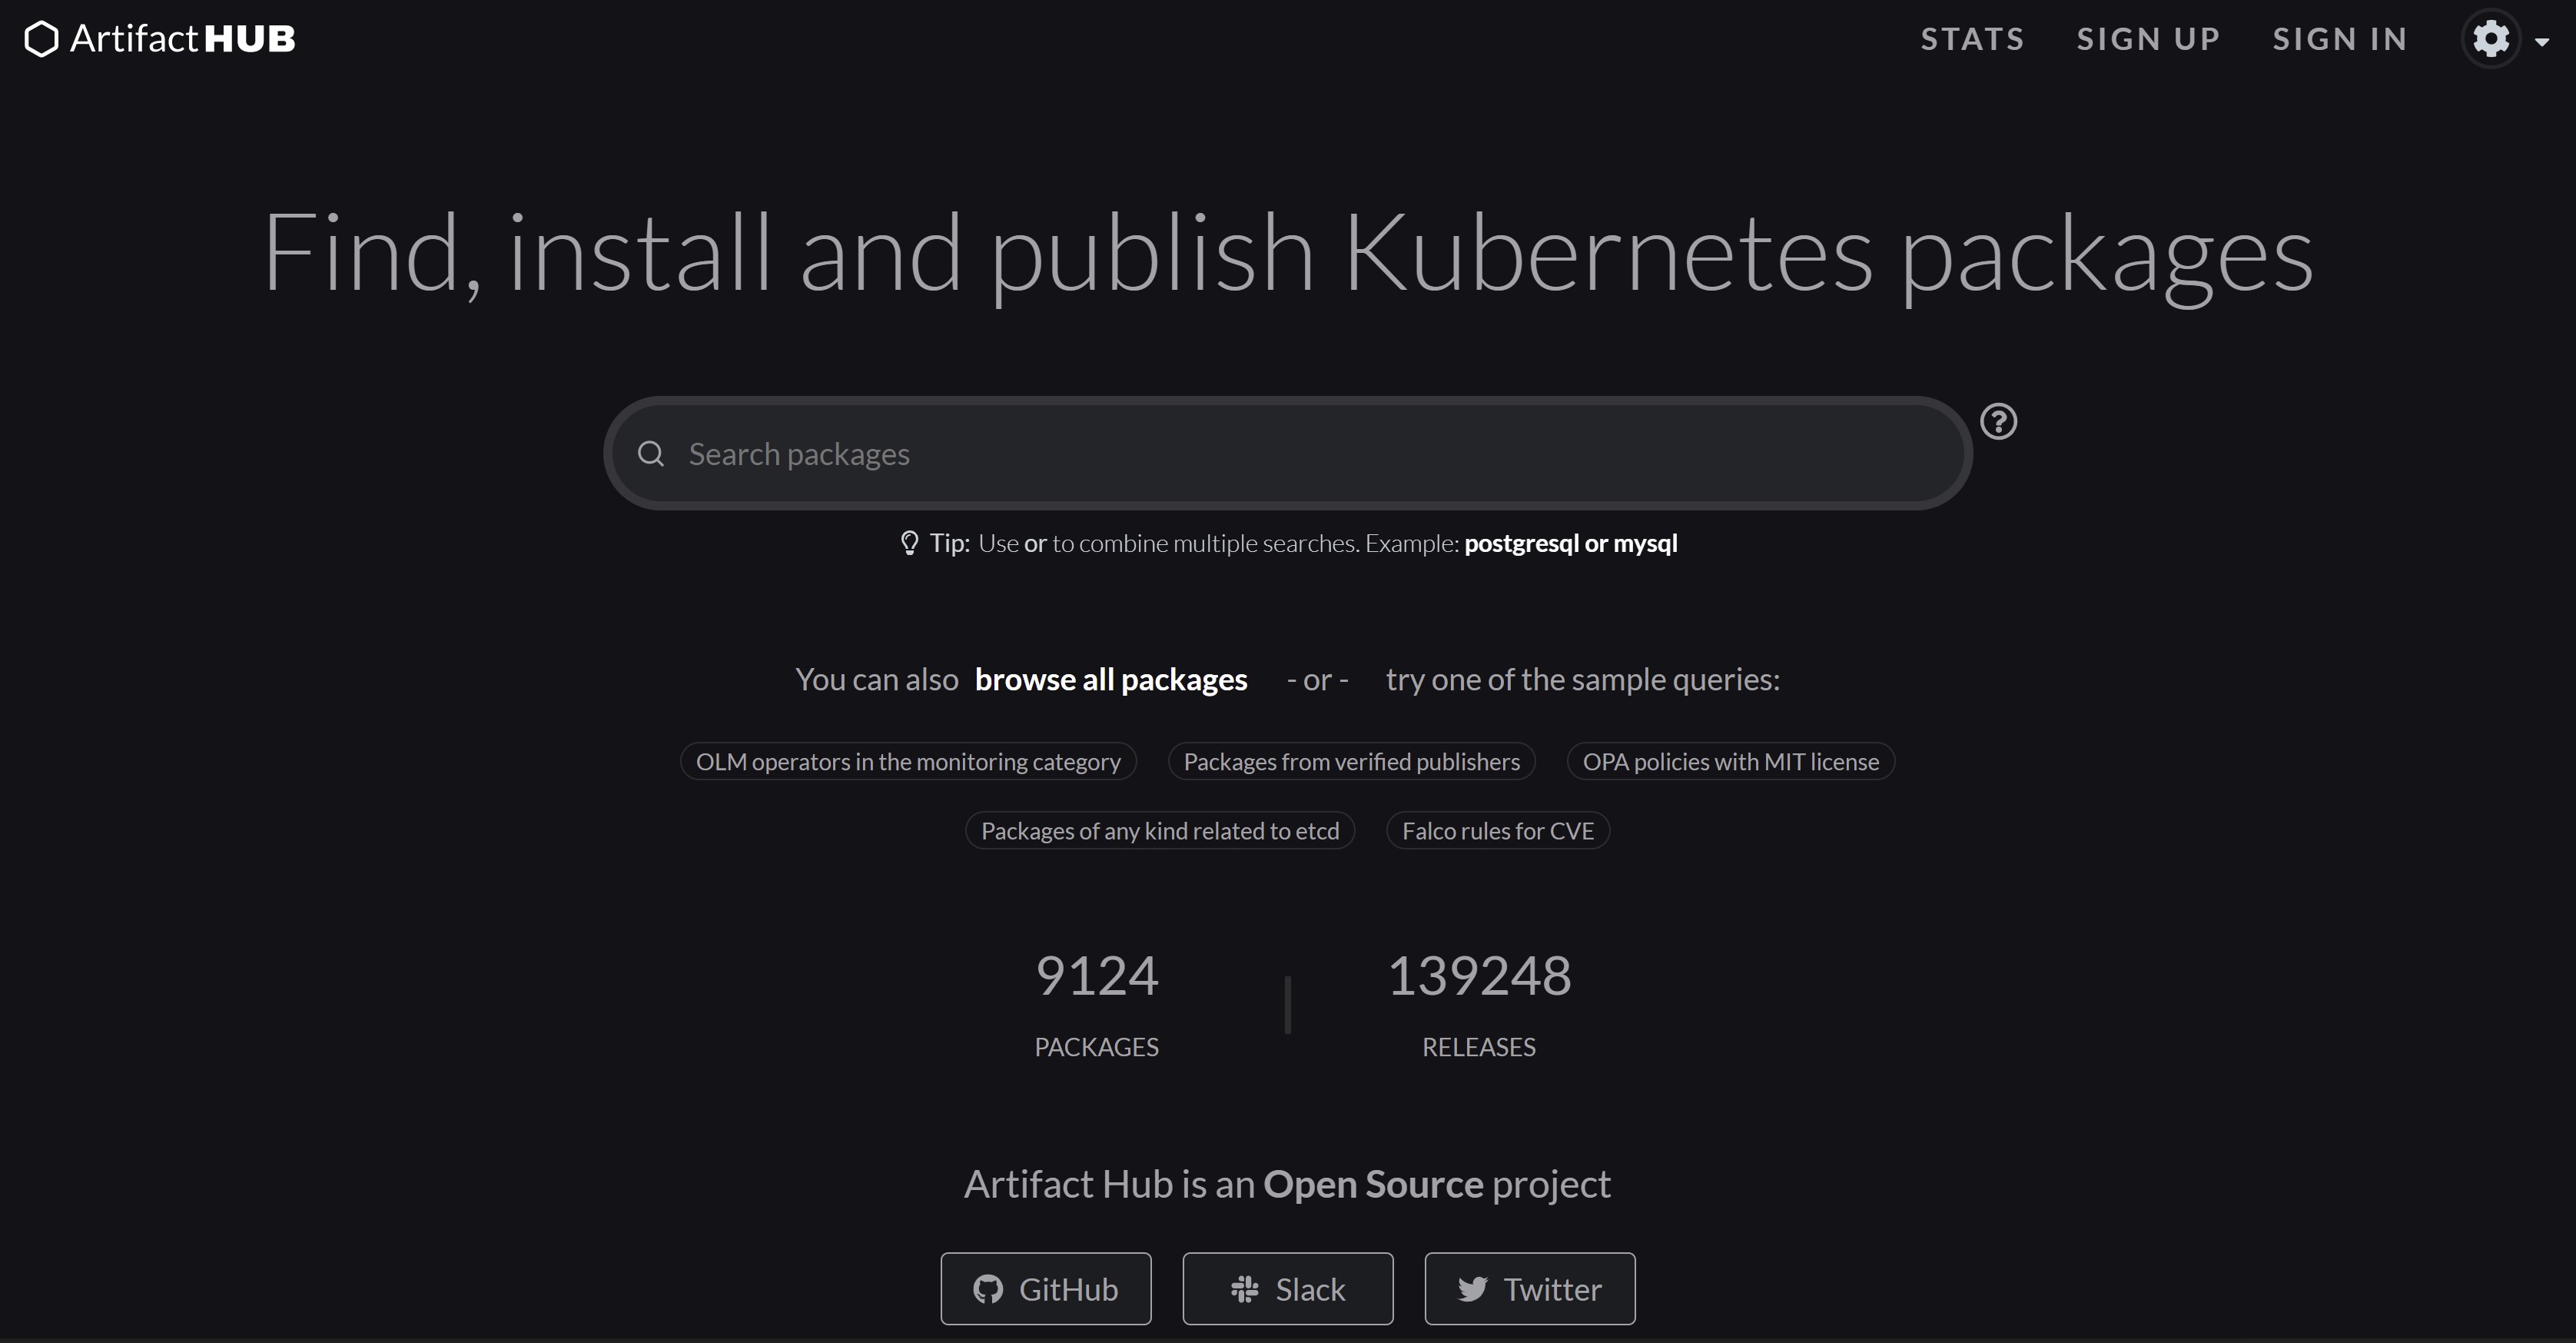 ArtifactHUB
STATS SIGN UP SIGN IN
Find, install and publish Kubernetes packages
Search packages
Tip: Use or to combine multiple searches. Example: postgresql or mysql
You can also browse all packages - or - try one of the sample queries:
OLM operators in the monitoring category Packages from verified publishers OPA policies with MIT license
Packages of any kind related to etcd Falco rules for CVE
9124 139248
PACKAGES RELEASES
Artifact Hub is an Open Source project
GitHub Slack Twitter